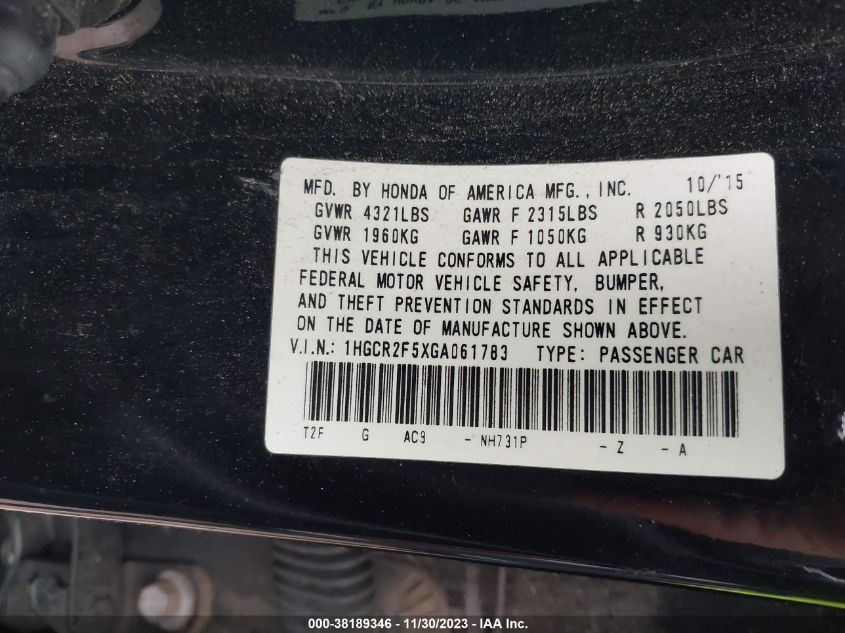 MFD. BY HONDA OF AMERICA MFG., INC. 10/'15
GVWR 4321LBS GAWR F 2315LBS R 2050LBS
GVWR 1960KG GAWR F 1050KG R 930KG
THIS VEHICLE CONFORMS TO ALL APPLICABLE
FEDERAL MOTOR VEHICLE SAFETY, BUMPER,
AND THEFT PREVENTION STANDARDS IN EFFECT
ON THE DATE OF MANUFACTURE SHOWN ABOVE.
V.I.N.: 1HGCR2F5XGA061783 TYPE: PASSENGER CAR
T2F G AC9 - NH731P - Z - A
000-38189346 - 11/30/2023 - IAA Inc.